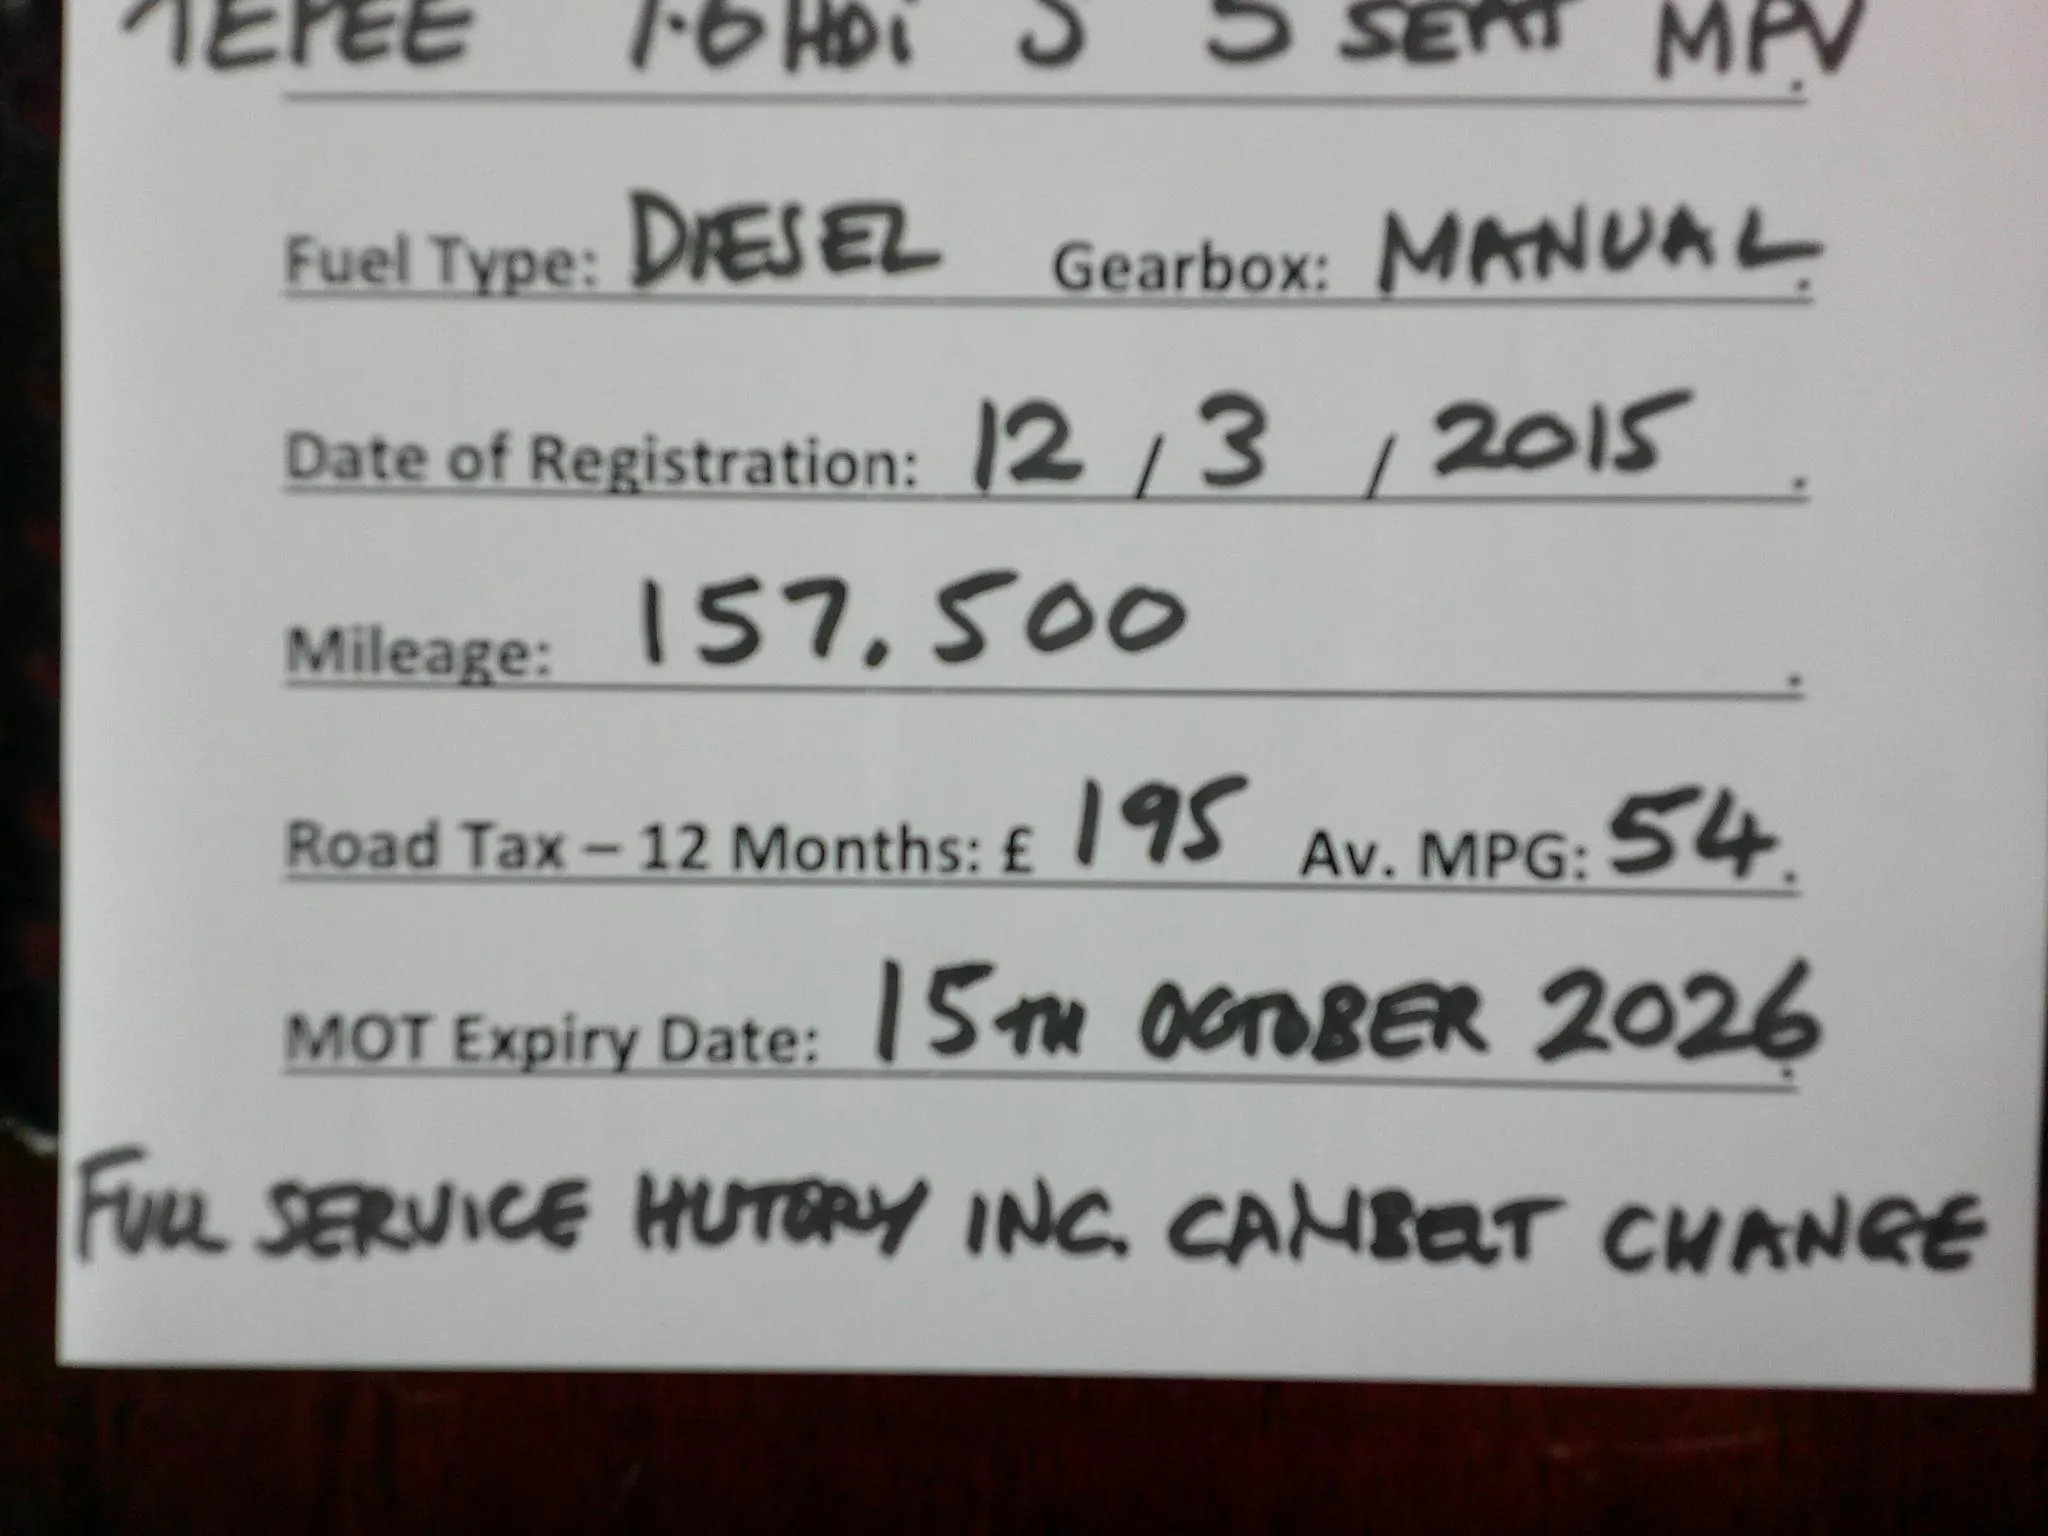 TEPEE 1.6 HDi S 5 SEAT MPV.
Fuel Type: DIESEL Gearbox: MANUAL.
Date of Registration: 12 / 3 / 2015.
Mileage: 157,500.
Road Tax – 12 Months: £ 195 Av. MPG: 54.
MOT Expiry Date: 15TH OCTOBER 2026.
FULL SERVICE HISTORY INC. CAMBELT CHANGE